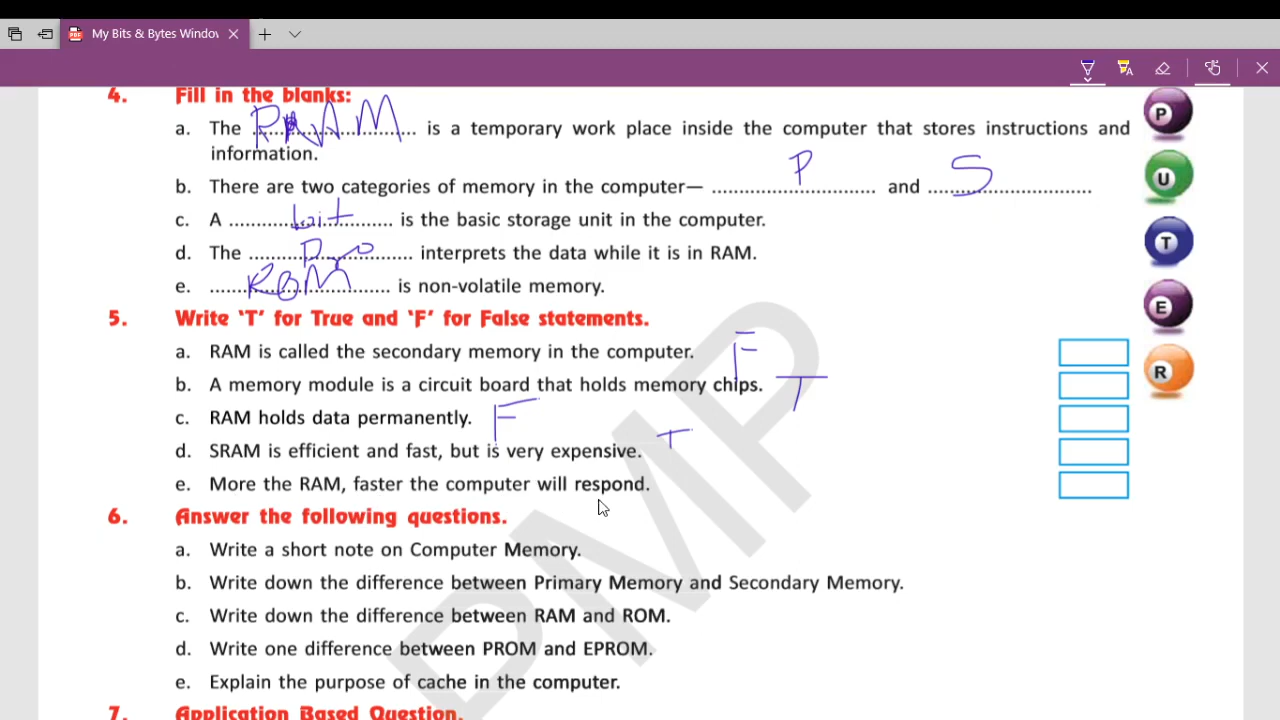 My Bits & Bytes Window
4. Fill in the blanks:
a. The RAM is a temporary work place inside the computer that stores instructions and
information.
b. There are two categories of memory in the computer— P and S
c. A bit is the basic storage unit in the computer.
d. The Pro interprets the data while it is in RAM.
e. ROM is non-volatile memory.
5. Write 'T' for True and 'F' for False statements.
a. RAM is called the secondary memory in the computer. F
b. A memory module is a circuit board that holds memory chips. T
c. RAM holds data permanently. F
d. SRAM is efficient and fast, but is very expensive. T
e. More the RAM, faster the computer will respond.
6. Answer the following questions.
a. Write a short note on Computer Memory.
b. Write down the difference between Primary Memory and Secondary Memory.
c. Write down the difference between RAM and ROM.
d. Write one difference between PROM and EPROM.
e. Explain the purpose of cache in the computer.
7. Application Based Question.
P
U
T
E
R
PMP